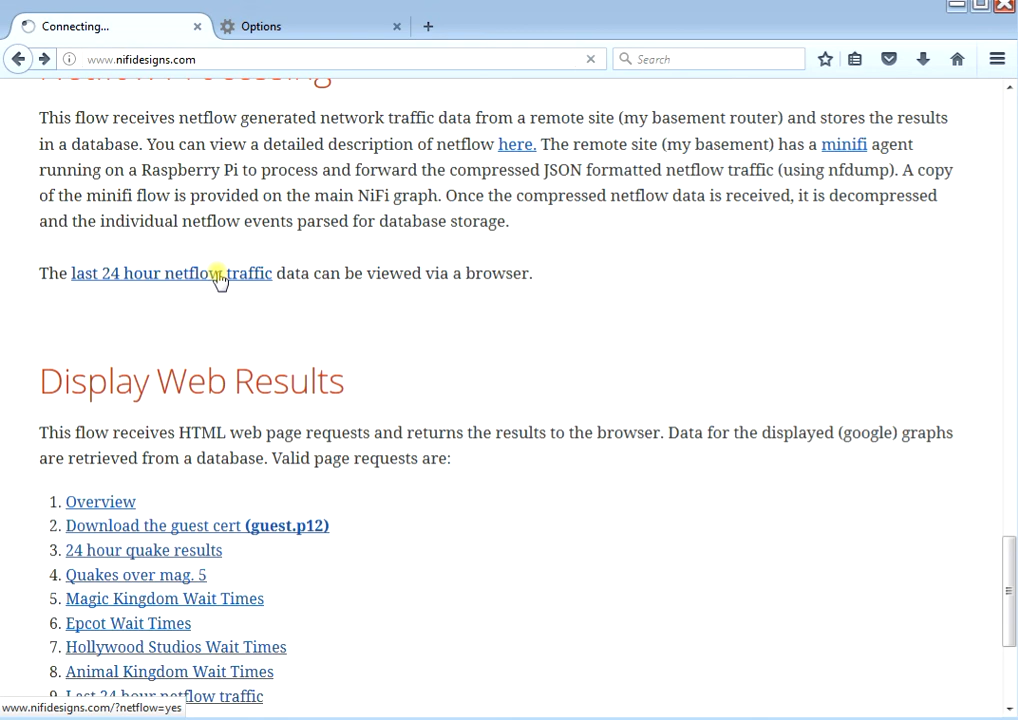 Connecting...
Options
www.nifidesigns.com
Search
Netflow Processing
This flow receives netflow generated network traffic data from a remote site (my basement router) and stores the results
in a database. You can view a detailed description of netflow here. The remote site (my basement) has a minifi agent
running on a Raspberry Pi to process and forward the compressed JSON formatted netflow traffic (using nfdump). A copy
of the minifi flow is provided on the main NiFi graph. Once the compressed netflow data is received, it is decompressed
and the individual netflow events parsed for database storage.
The last 24 hour netflow traffic data can be viewed via a browser.
Display Web Results
This flow receives HTML web page requests and returns the results to the browser. Data for the displayed (google) graphs
are retrieved from a database. Valid page requests are:
1. Overview
2. Download the guest cert (guest.p12)
3. 24 hour quake results
4. Quakes over mag. 5
5. Magic Kingdom Wait Times
6. Epcot Wait Times
7. Hollywood Studios Wait Times
8. Animal Kingdom Wait Times
9. Last 24 hour netflow traffic
www.nifidesigns.com/?netflow=yes